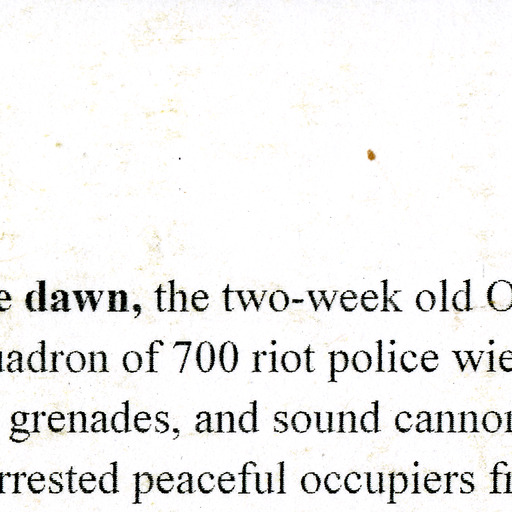 e dawn, the two-week old O
uadron of 700 riot police wie
grenades, and sound cannon
rrested peaceful occupiers fr